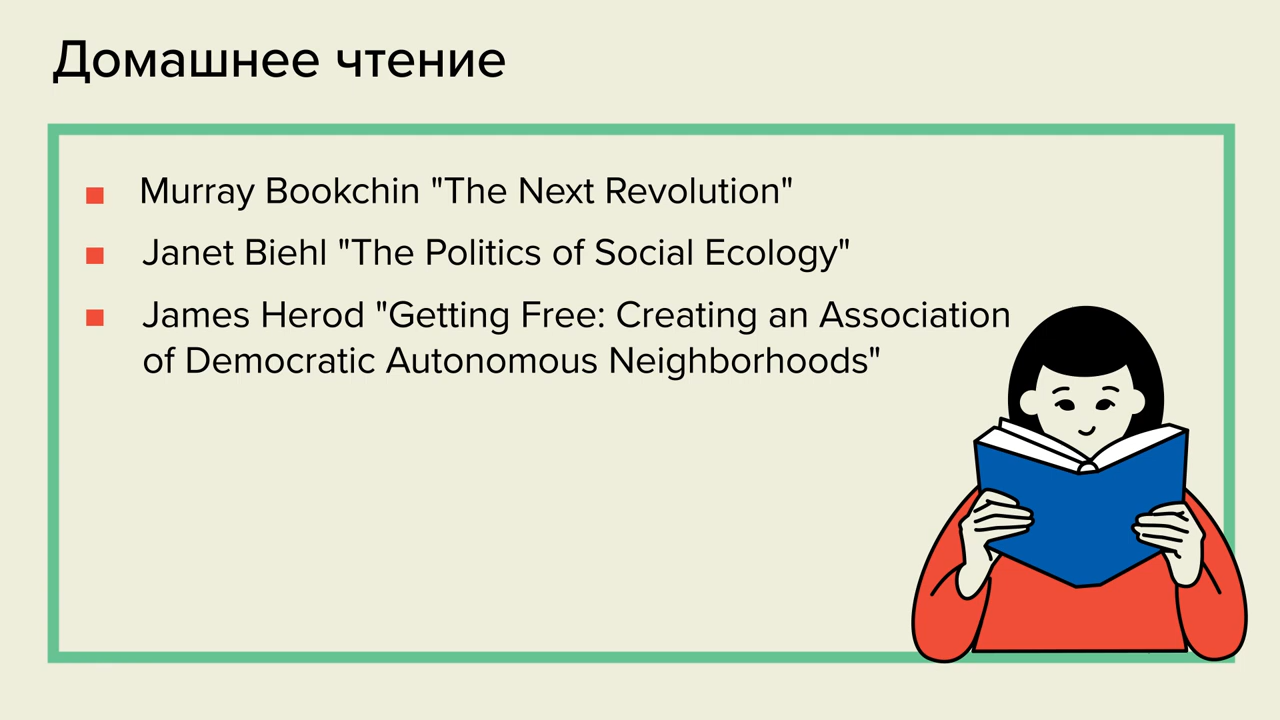 Домашнее чтение
Murray Bookchin "The Next Revolution"
Janet Biehl "The Politics of Social Ecology"
James Herod "Getting Free: Creating an Association
of Democratic Autonomous Neighborhoods"